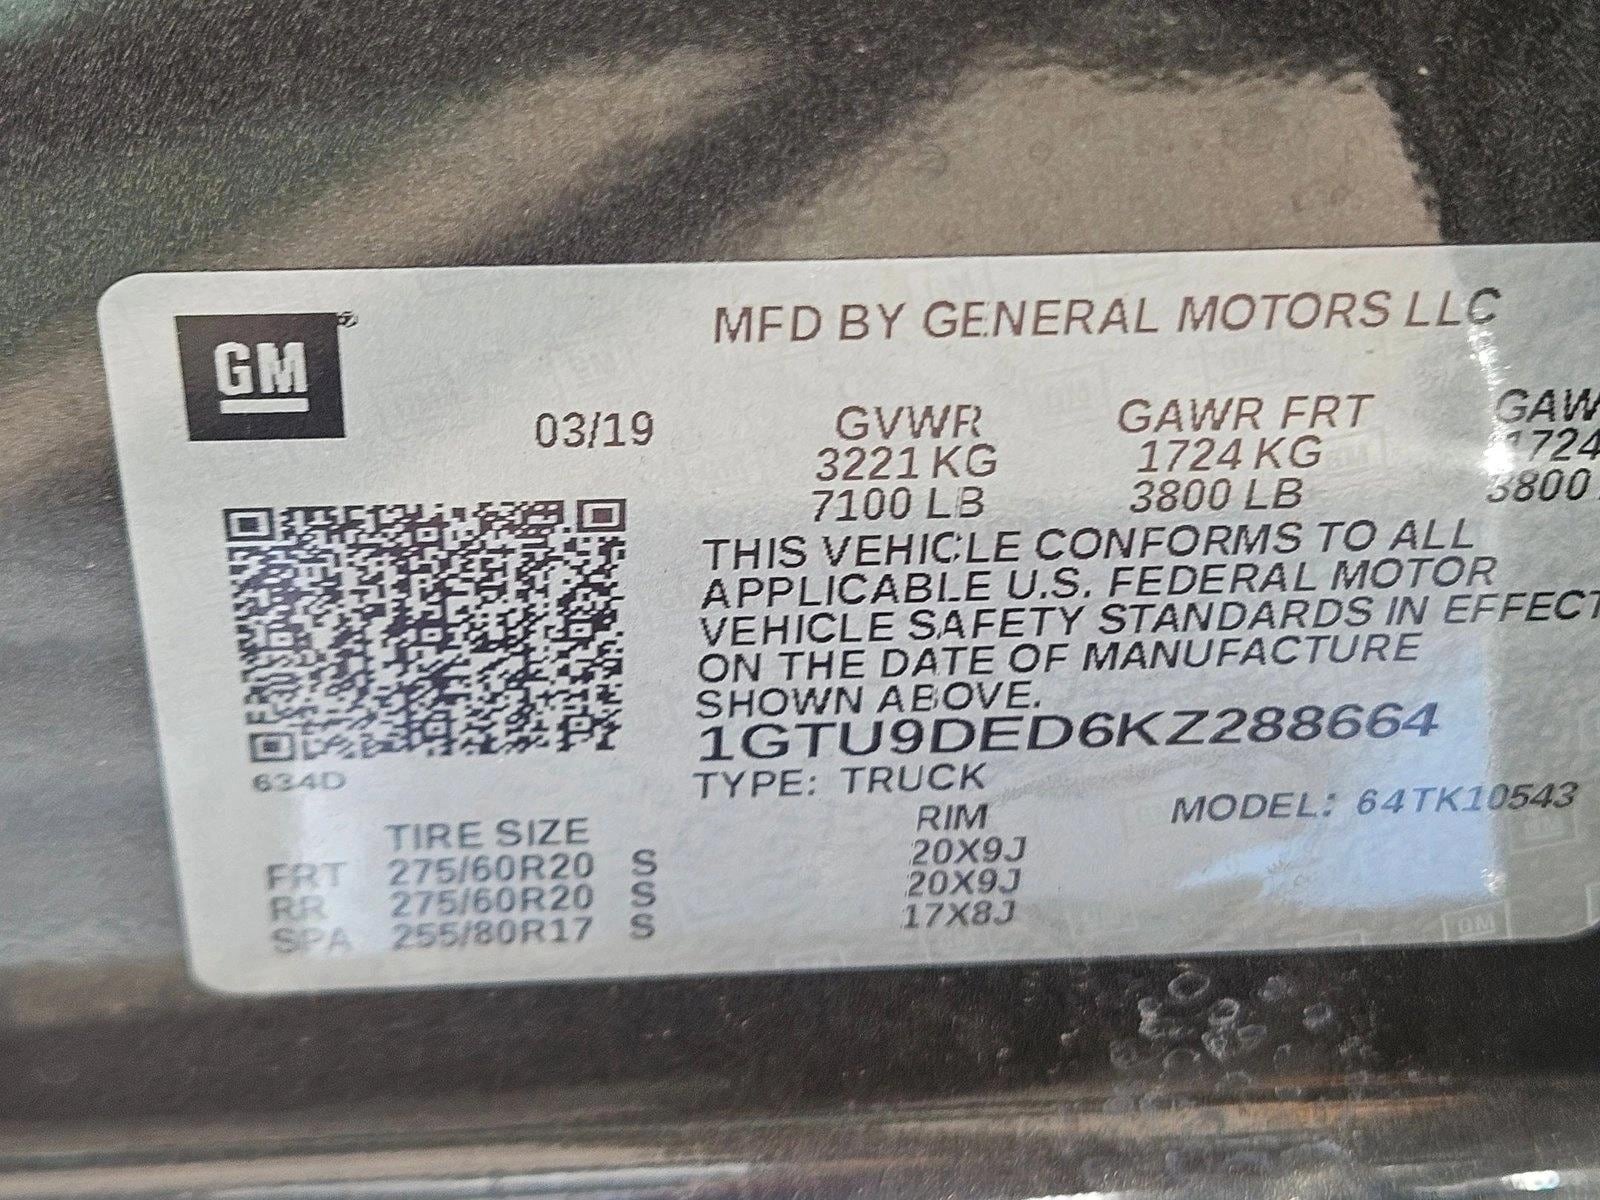 GM
MFD BY GENERAL MOTORS LLC
03/19 GVWR GAWR FRT GAW
3221 KG 1724 KG 1724
7100 LB 3800 LB 3800
THIS VEHICLE CONFORMS TO ALL
APPLICABLE U.S. FEDERAL MOTOR
VEHICLE SAFETY STANDARDS IN EFFECT
ON THE DATE OF MANUFACTURE
SHOWN ABOVE.
1GTU9DED6KZ288664
634D
TYPE: TRUCK
MODEL: 64TK10543
TIRE SIZE RIM
FRT 275/60R20 S 20X9J
RR 275/60R20 S 20X9J
SPA 255/80R17 S 17X8J